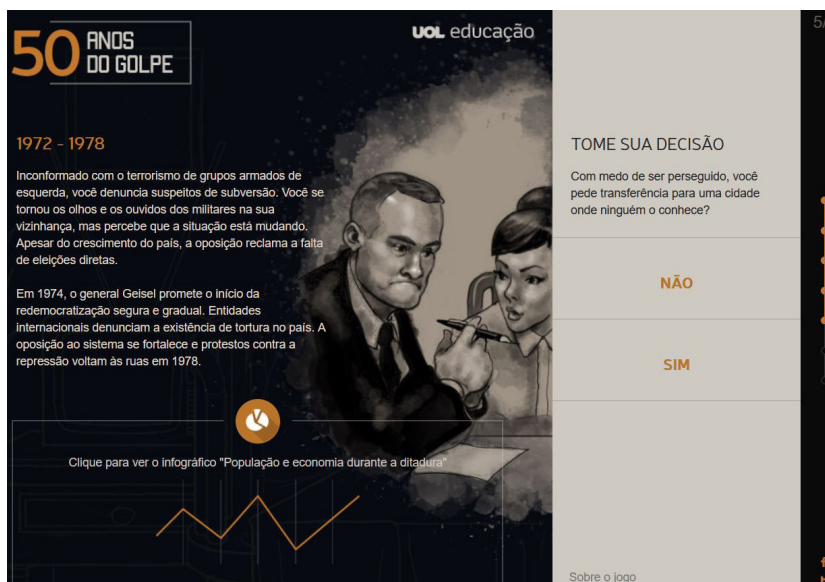 50 ANOS
DO GOLPE
UOL educação
5/
1972 - 1978
Inconformado com o terrorismo de grupos armados de
esquerda, você denuncia suspeitos de subversão. Você se
tornou os olhos e os ouvidos dos militares na sua
vizinhança, mas percebe que a situação está mudando.
Apesar do crescimento do país, a oposição reclama a falta
de eleições diretas.
Em 1974, o general Geisel promete o início da
redemocratização segura e gradual. Entidades
internacionais denunciam a existência de tortura no país. A
oposição ao sistema se fortalece e protestos contra a
repressão voltam às ruas em 1978.
Clique para ver o infográfico "População e economia durante a ditadura"
TOME SUA DECISÃO
Com medo de ser perseguido, você
pede transferência para uma cidade
onde ninguém o conhece?
NÃO
SIM
Sobre o jogo